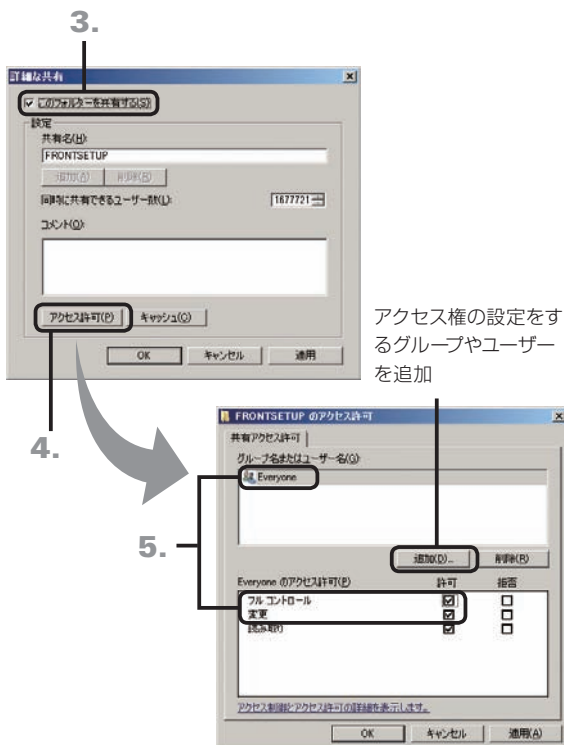 3.
詳細な共有
このフォルダーを共有する(S)
設定
共有名(H):
FRONTSETUP
追加(A) 削除(R)
同時に共有できるユーザー数(L): 1677721
コメント(O):
アクセス許可(P) キャッシュ(C)
OK キャンセル 適用
4.
アクセス権の設定をす
るグループやユーザー
を追加
FRONTSETUP のアクセス許可
共有アクセス許可
グループ名またはユーザー名(G):
Everyone
5.
追加(D)... 削除(R)
Everyone のアクセス許可(P) 許可 拒否
フル コントロール
変更
読み取り
アクセス制御とアクセス許可の詳細を表示します。
OK キャンセル 適用(A)